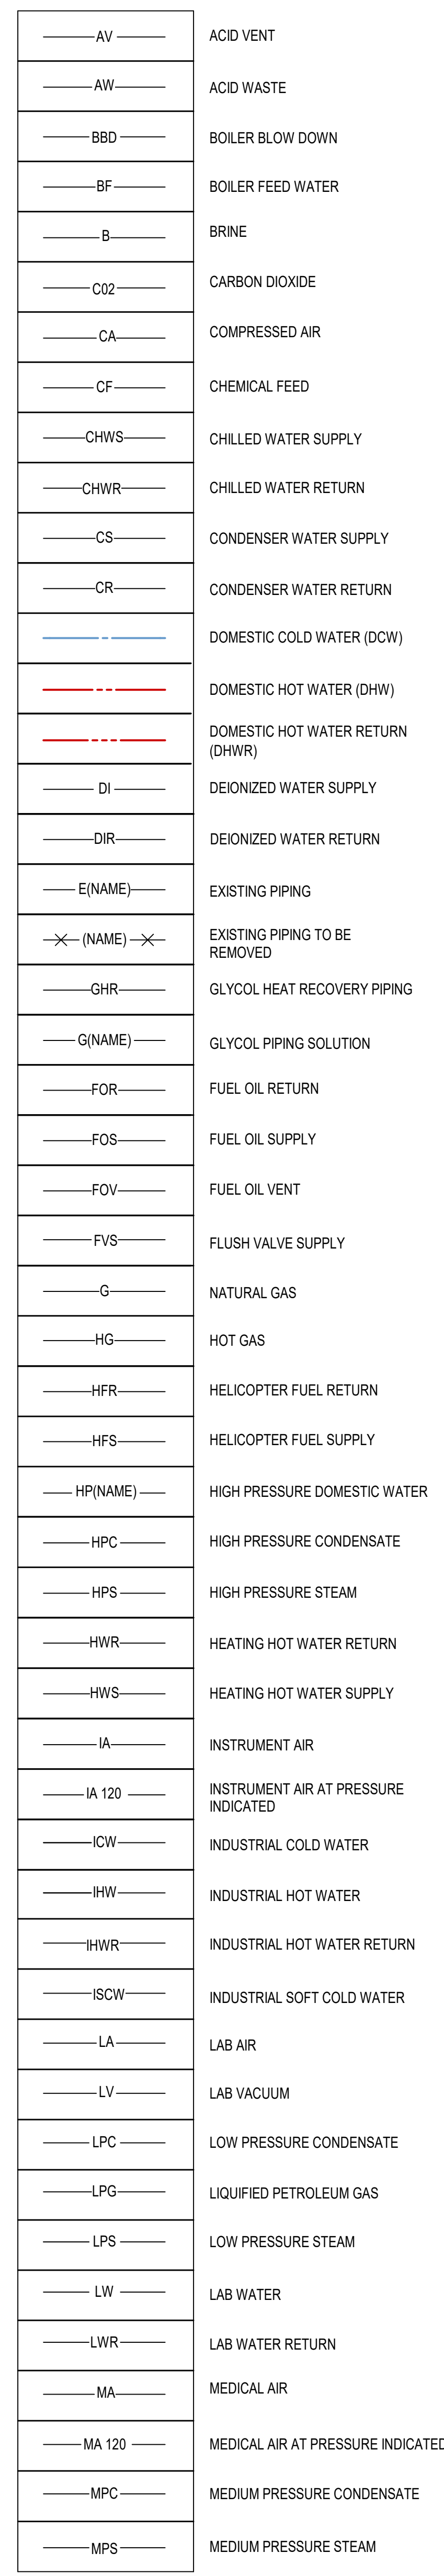 AV ACID VENT
AW ACID WASTE
BBD BOILER BLOW DOWN
BF BOILER FEED WATER
B BRINE
C02 CARBON DIOXIDE
CA COMPRESSED AIR
CF CHEMICAL FEED
CHWS CHILLED WATER SUPPLY
CHWR CHILLED WATER RETURN
CS CONDENSER WATER SUPPLY
CR CONDENSER WATER RETURN
DOMESTIC COLD WATER (DCW)
DOMESTIC HOT WATER (DHW)
DOMESTIC HOT WATER RETURN
(DHWR)
DI DEIONIZED WATER SUPPLY
DIR DEIONIZED WATER RETURN
E(NAME) EXISTING PIPING
(NAME) EXISTING PIPING TO BE
REMOVED
GHR GLYCOL HEAT RECOVERY PIPING
G(NAME) GLYCOL PIPING SOLUTION
FOR FUEL OIL RETURN
FOS FUEL OIL SUPPLY
FOV FUEL OIL VENT
FVS FLUSH VALVE SUPPLY
G NATURAL GAS
HG HOT GAS
HFR HELICOPTER FUEL RETURN
HFS HELICOPTER FUEL SUPPLY
HP(NAME) HIGH PRESSURE DOMESTIC WATER
HPC HIGH PRESSURE CONDENSATE
HPS HIGH PRESSURE STEAM
HWR HEATING HOT WATER RETURN
HWS HEATING HOT WATER SUPPLY
IA INSTRUMENT AIR
IA 120 INSTRUMENT AIR AT PRESSURE
INDICATED
ICW INDUSTRIAL COLD WATER
IHW INDUSTRIAL HOT WATER
IHWR INDUSTRIAL HOT WATER RETURN
ISCW INDUSTRIAL SOFT COLD WATER
LA LAB AIR
LV LAB VACUUM
LPC LOW PRESSURE CONDENSATE
LPG LIQUIFIED PETROLEUM GAS
LPS LOW PRESSURE STEAM
LW LAB WATER
LWR LAB WATER RETURN
MA MEDICAL AIR
MA 120 MEDICAL AIR AT PRESSURE INDICATED
MPC MEDIUM PRESSURE CONDENSATE
MPS MEDIUM PRESSURE STEAM